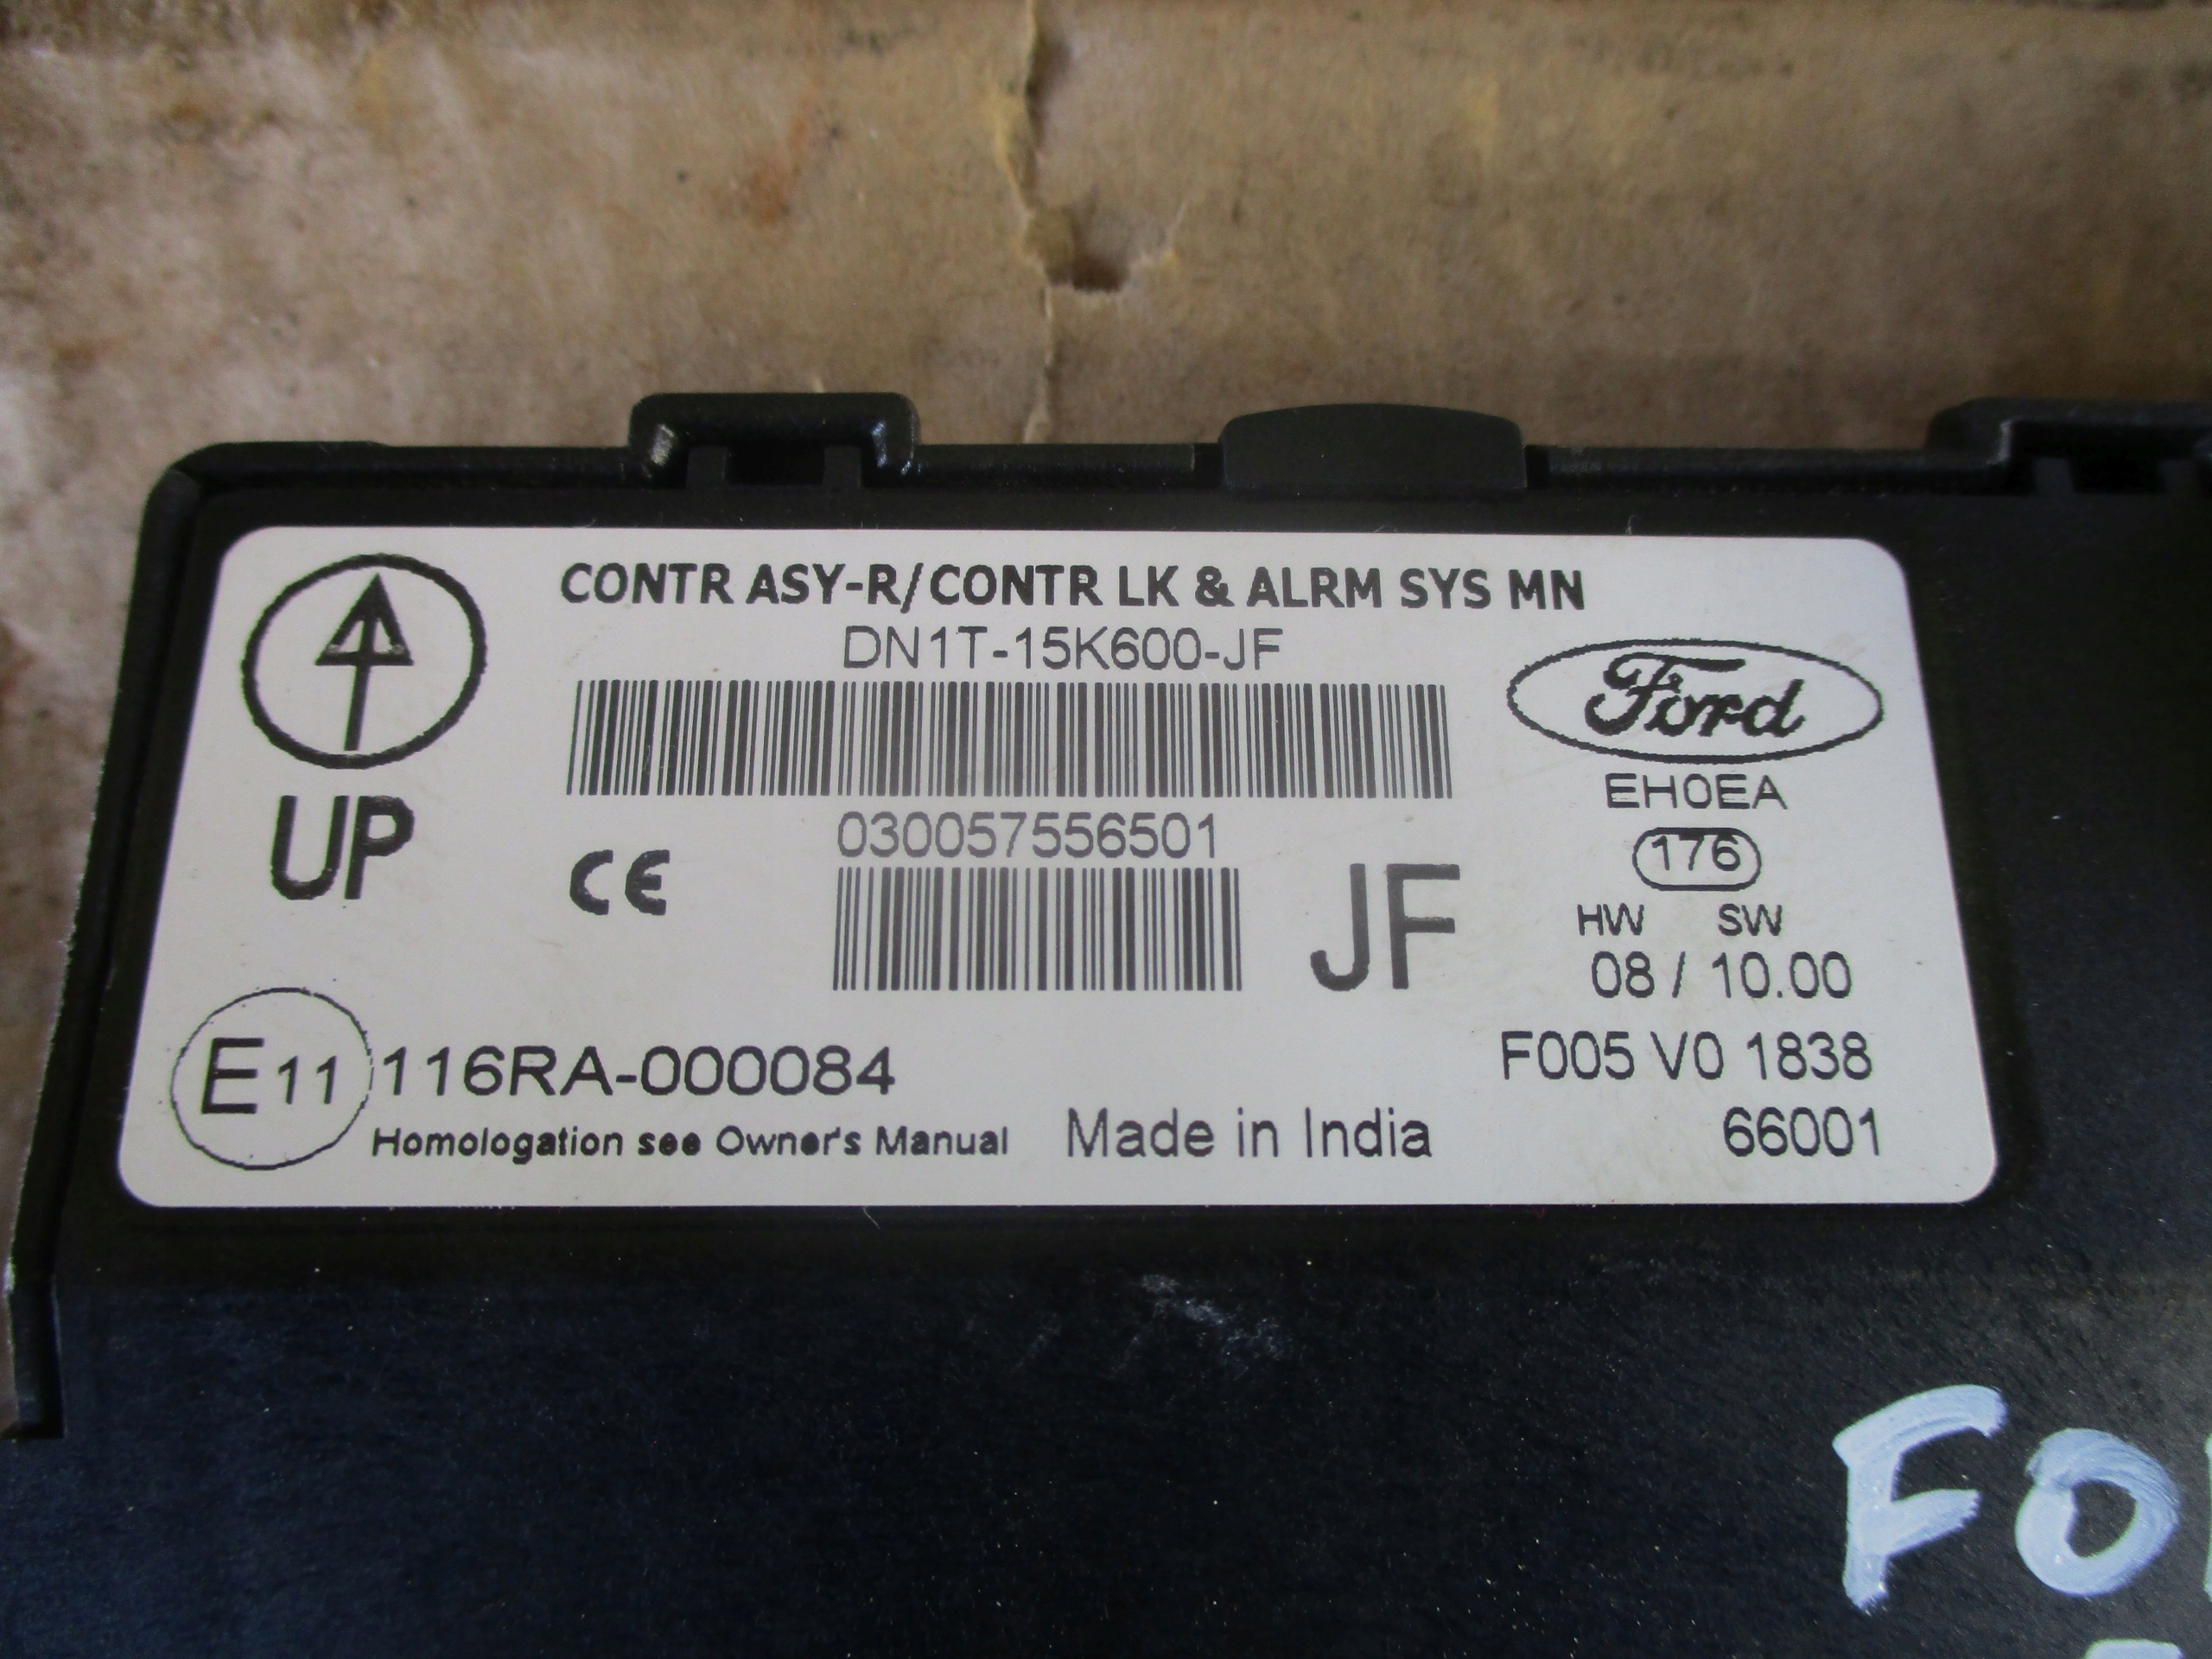 CONTR ASY-R/CONTR LK & ALRM SYS MN
DN1T-15K600-JF
Ford
UP
EH0EA
030057556501
176
CE
JF
HW SW
08 / 10.00
E11 116RA-000084
F005 V0 1838
Homologation see Owner's Manual
Made in India
66001
FO